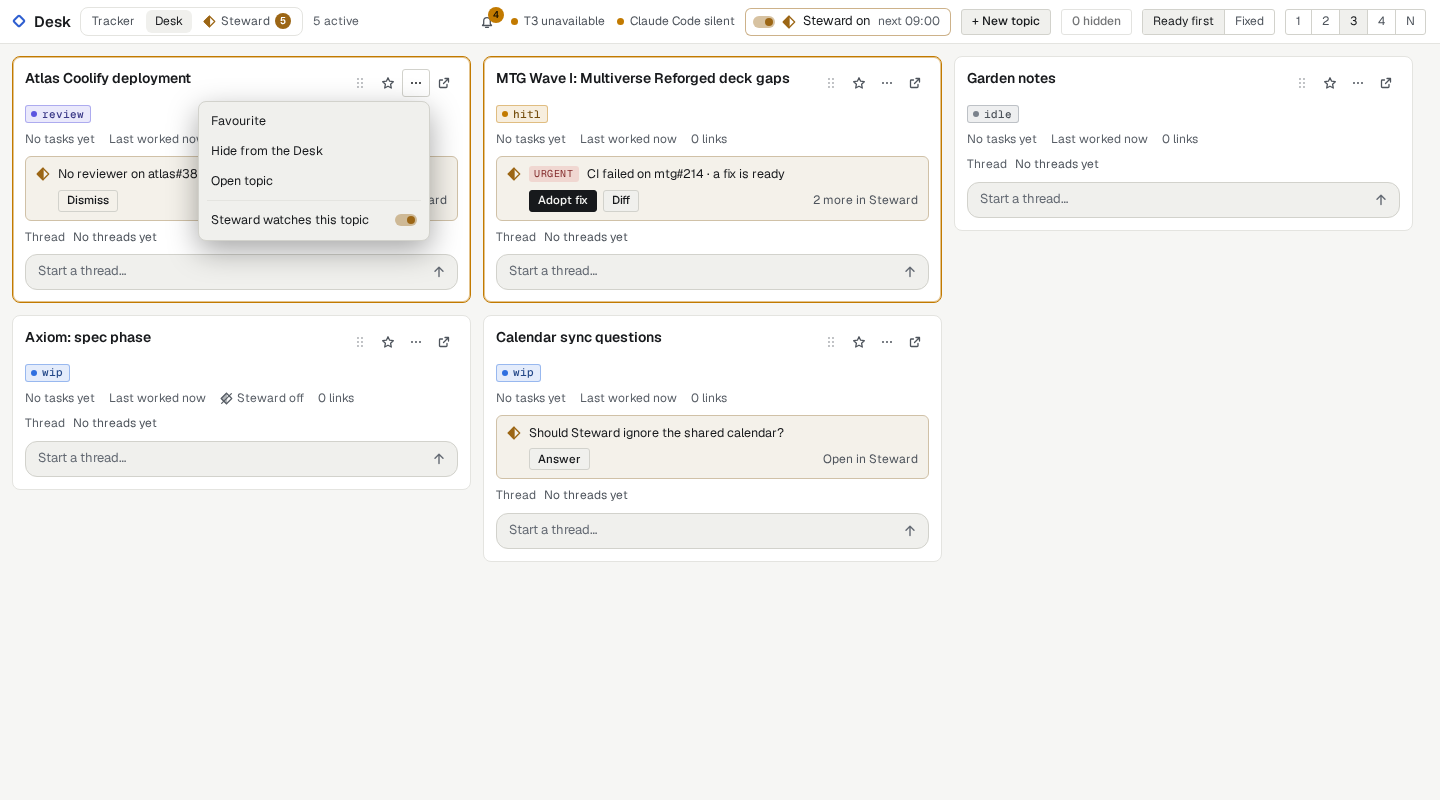 Desk
Tracker
Desk
Steward 5
5 active
4
T3 unavailable
Claude Code silent
Steward on next 09:00
+ New topic
0 hidden
Ready first
Fixed
1 2 3 4 N
Atlas Coolify deployment
review
No tasks yet Last worked now
No reviewer on atlas#38
Dismiss
Favourite
Hide from the Desk
Open topic
Steward watches this topic
Thread No threads yet
Start a thread…
MTG Wave I: Multiverse Reforged deck gaps
hitl
No tasks yet Last worked now 0 links
URGENT CI failed on mtg#214 · a fix is ready
Adopt fix Diff 2 more in Steward
Thread No threads yet
Start a thread…
Garden notes
idle
No tasks yet Last worked now 0 links
Thread No threads yet
Start a thread…
Axiom: spec phase
wip
No tasks yet Last worked now Steward off 0 links
Thread No threads yet
Start a thread…
Calendar sync questions
wip
No tasks yet Last worked now 0 links
Should Steward ignore the shared calendar?
Answer Open in Steward
Thread No threads yet
Start a thread…